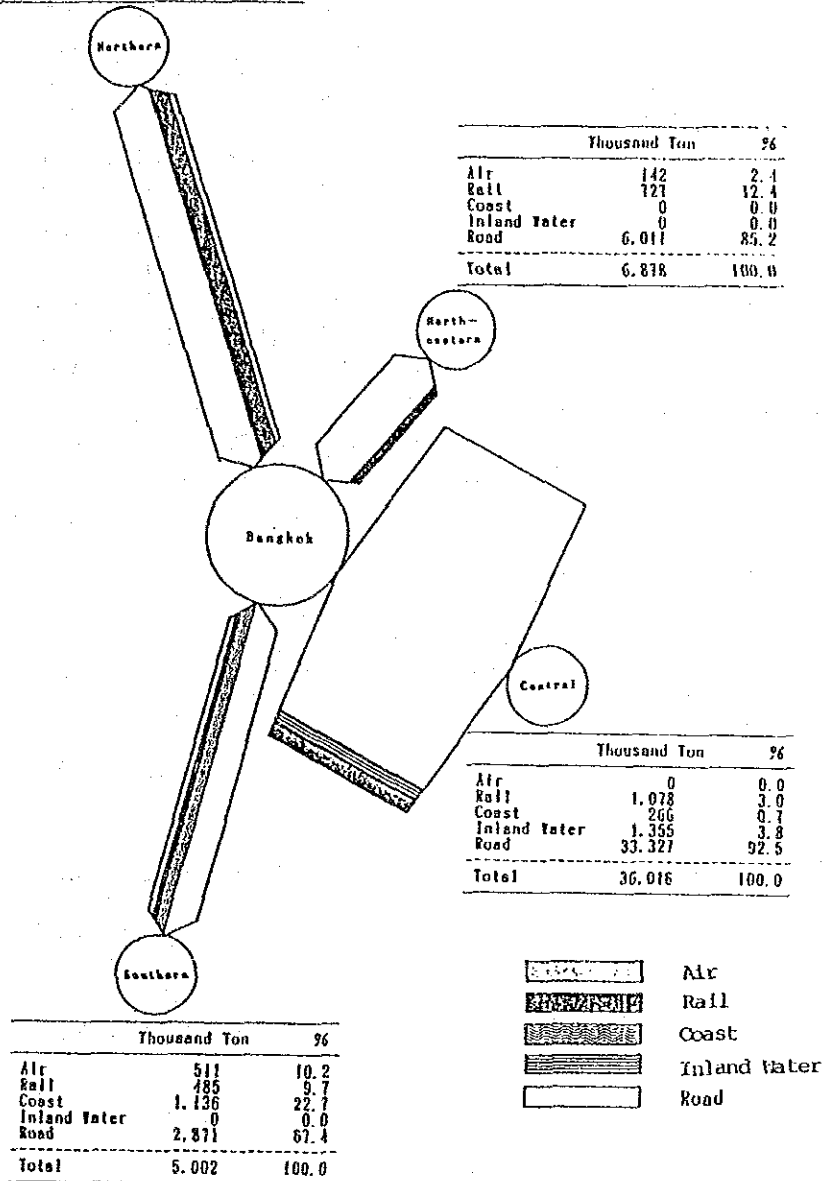 Northern
Thousand Ton %
Air 142 2.1
Rail 727 12.4
Coast 0 0.0
Inland Water 0 0.0
Road 6.011 85.2
Total 6.878 100.0
North-
eastern
Bangkok
Central
Thousand Ton %
Air 0 0.0
Rail 1.078 3.0
Coast 266 0.7
Inland Water 1.355 3.8
Road 33.327 92.5
Total 36.016 100.0
Southern
Air
Rail
Coast
Inland Water
Road
Thousand Ton %
Air 511 10.2
Rail 485 9.7
Coast 1.136 22.7
Inland Water 0 0.0
Road 2.871 67.4
Total 5.002 100.0